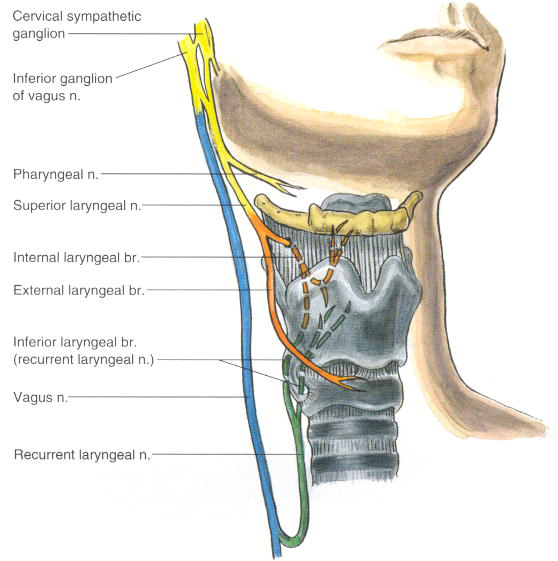 Cervical sympathetic
ganglion
Inferior ganglion
of vagus n.
Pharyngeal n.
Superior laryngeal n.
Internal laryngeal br.
External laryngeal br.
Inferior laryngeal br.
(recurrent laryngeal n.)
Vagus n.
Recurrent laryngeal n.